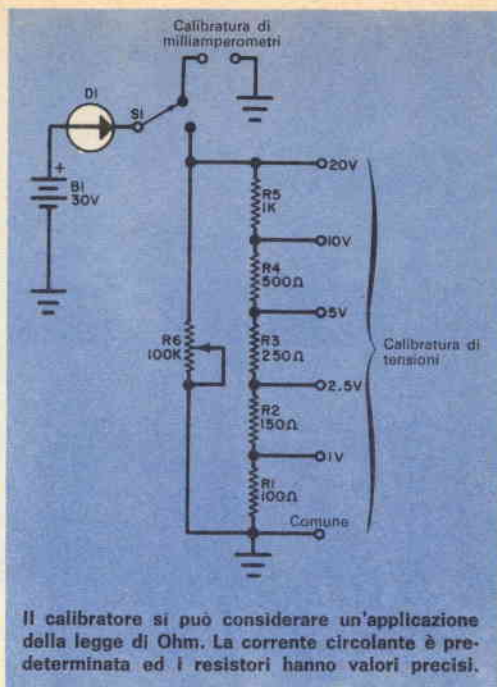 Calibratura di
milliamperometri
D1
S1
+
B1
30V
20V
R5
1K
10V
R4
500Ω
5V
R6
100K
R3
250Ω
Calibratura di
tensioni
2.5V
R2
150Ω
1V
R1
100Ω
Comune
Il calibratore si può considerare un'applicazione
della legge di Ohm. La corrente circolante è pre-
determinata ed i resistori hanno valori precisi.